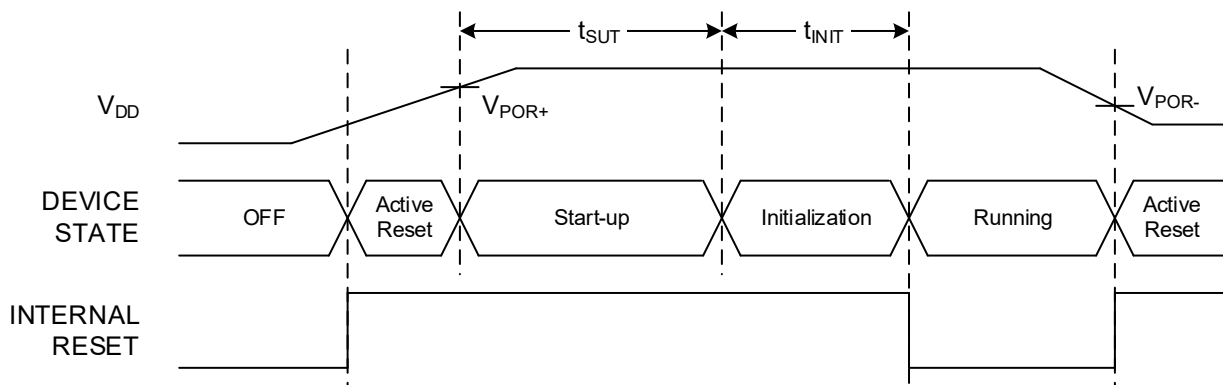 tSUT
tINIT
VDD
VPOR+
VPOR-
DEVICE
STATE
OFF
Active
Reset
Start-up
Initialization
Running
Active
Reset
INTERNAL
RESET